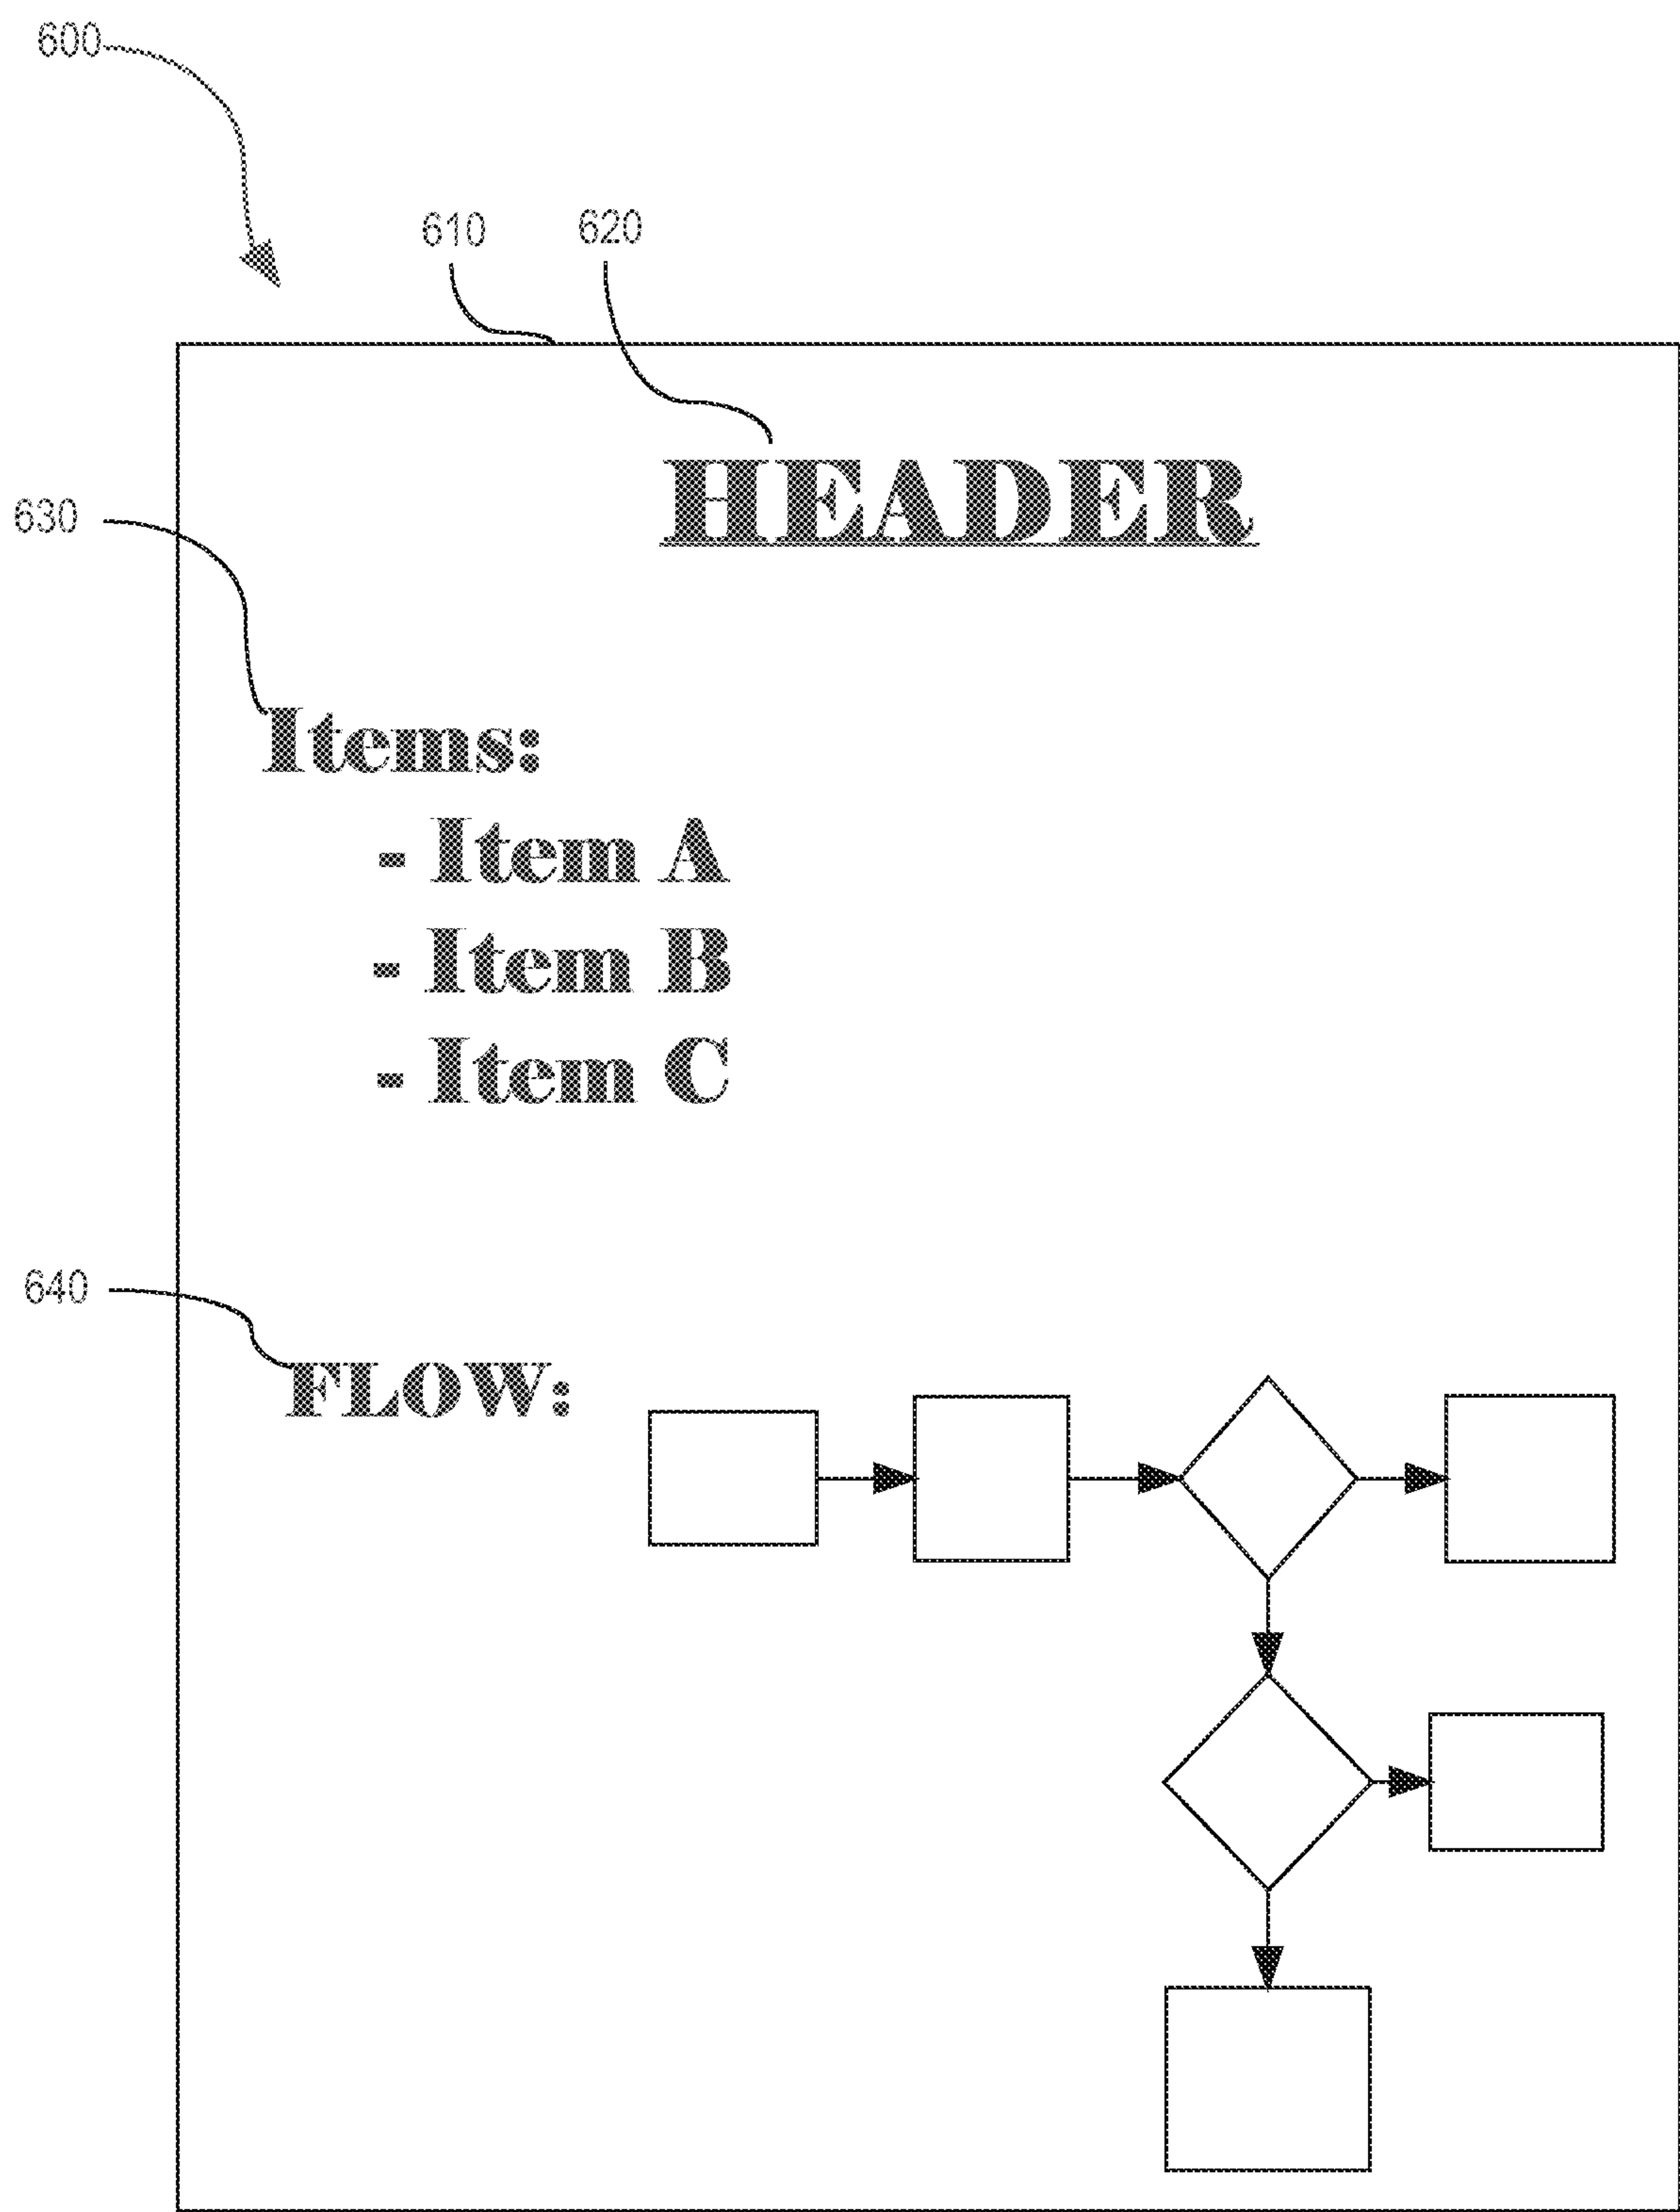 600
610 620
HEADER
630
Items:
- Item A
- Item B
- Item C
640
FLOW: